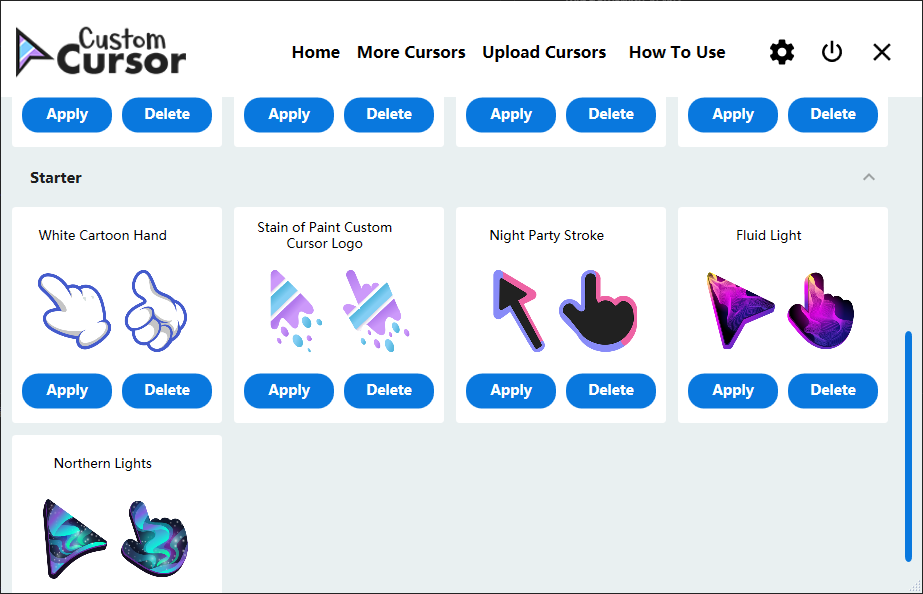 Custom
Cursor
Home More Cursors Upload Cursors How To Use
Apply Delete Apply Delete Apply Delete Apply Delete
Starter
White Cartoon Hand
Stain of Paint Custom
Cursor Logo
Night Party Stroke
Fluid Light
Apply Delete Apply Delete Apply Delete Apply Delete
Northern Lights